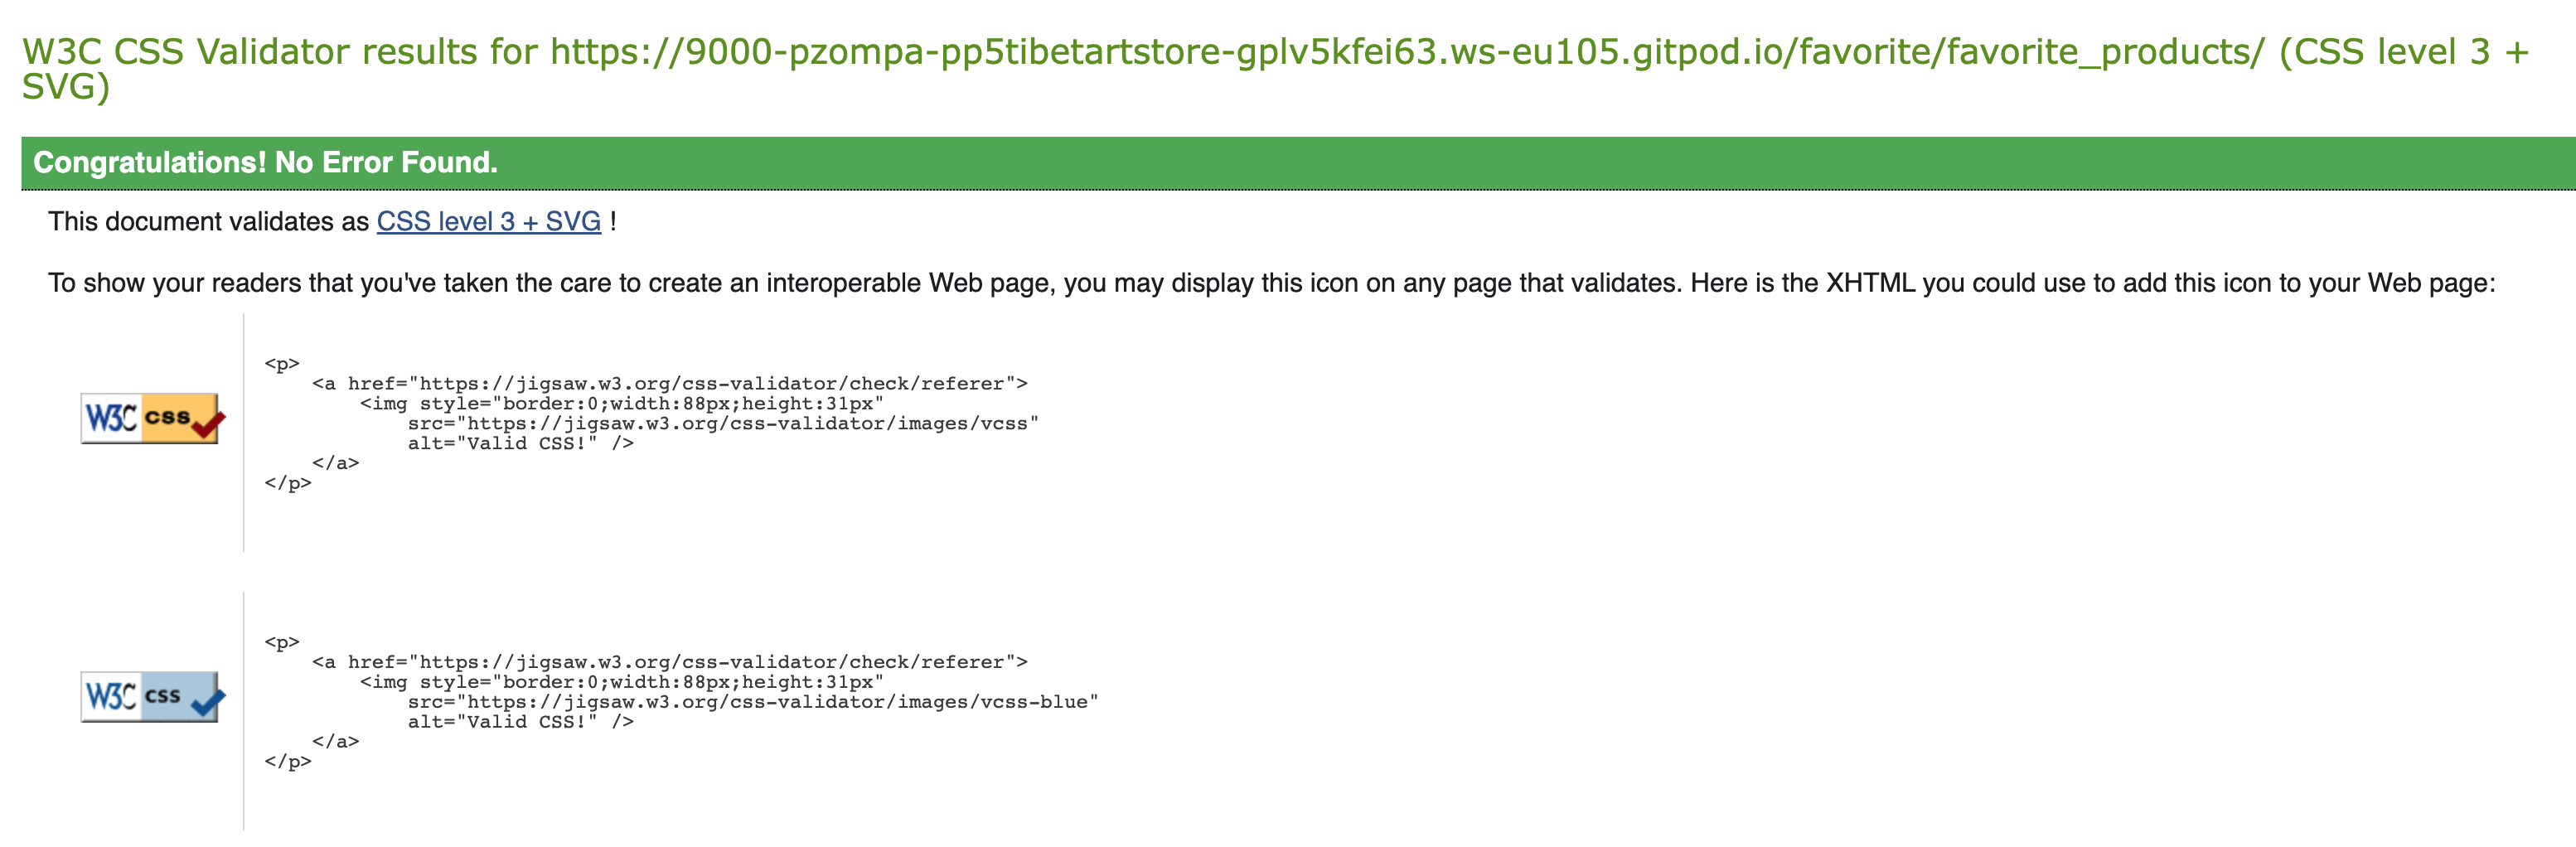 W3C CSS Validator results for https://9000-pzompa-pp5tibetartstore-gplv5kfei63.ws-eu105.gitpod.io/favorite/favorite_products/ (CSS level 3 +
SVG)
Congratulations! No Error Found.
This document validates as CSS level 3 + SVG !
To show your readers that you've taken the care to create an interoperable Web page, you may display this icon on any page that validates. Here is the XHTML you could use to add this icon to your Web page:
<p>
<a href="https://jigsaw.w3.org/css-validator/check/referer">
<img style="border:0;width:88px;height:31px"
W3C css
src="https://jigsaw.w3.org/css-validator/images/vcss"
alt="Valid CSS!" />
</a>
</p>
<p>
<a href="https://jigsaw.w3.org/css-validator/check/referer">
<img style="border:0;width:88px;height:31px"
W3C css
src="https://jigsaw.w3.org/css-validator/images/vcss-blue"
alt="Valid CSS!" />
</a>
</p>